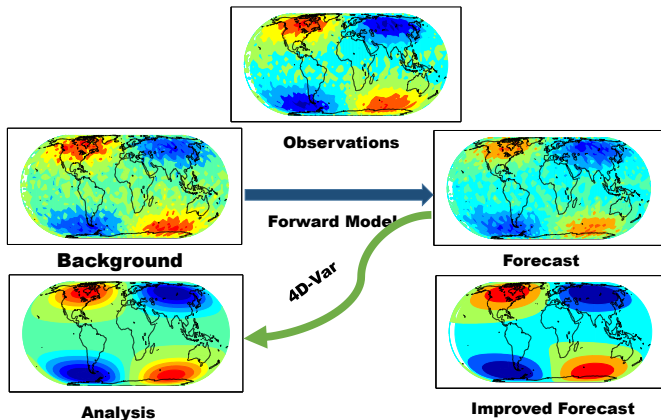 Observations
Forward Model
Background
Forecast
4D-Var
Analysis
Improved Forecast